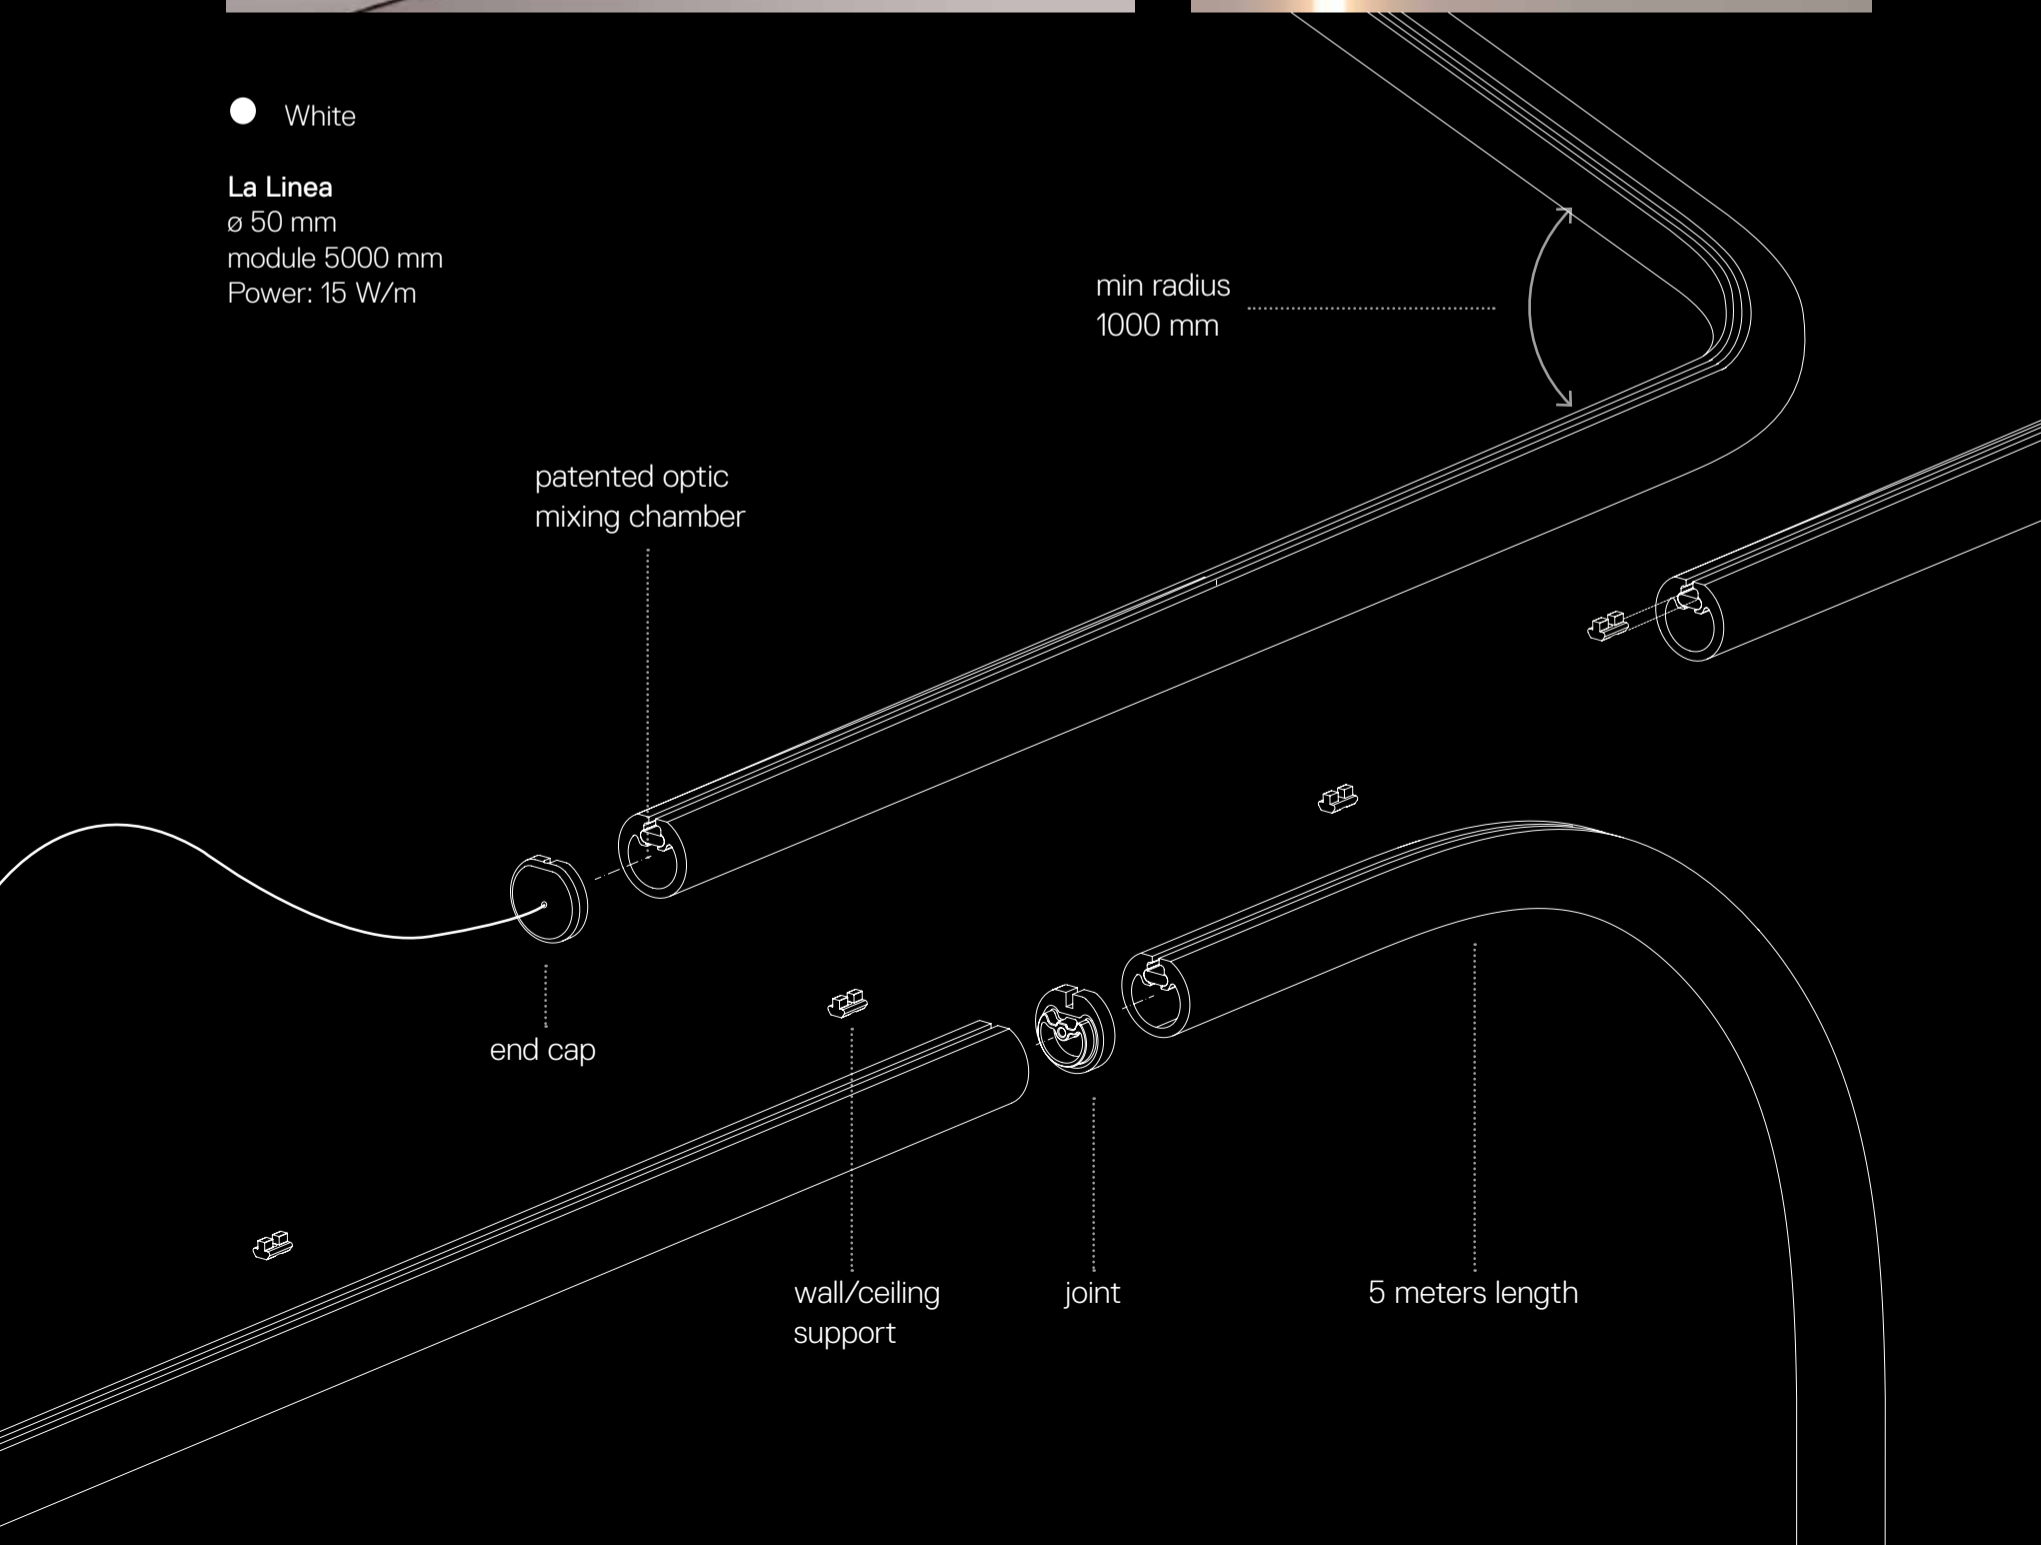 White
La Linea
ø 50 mm
module 5000 mm
Power: 15 W/m
min radius
1000 mm
patented optic
mixing chamber
end cap
wall/ceiling
support
joint
5 meters length